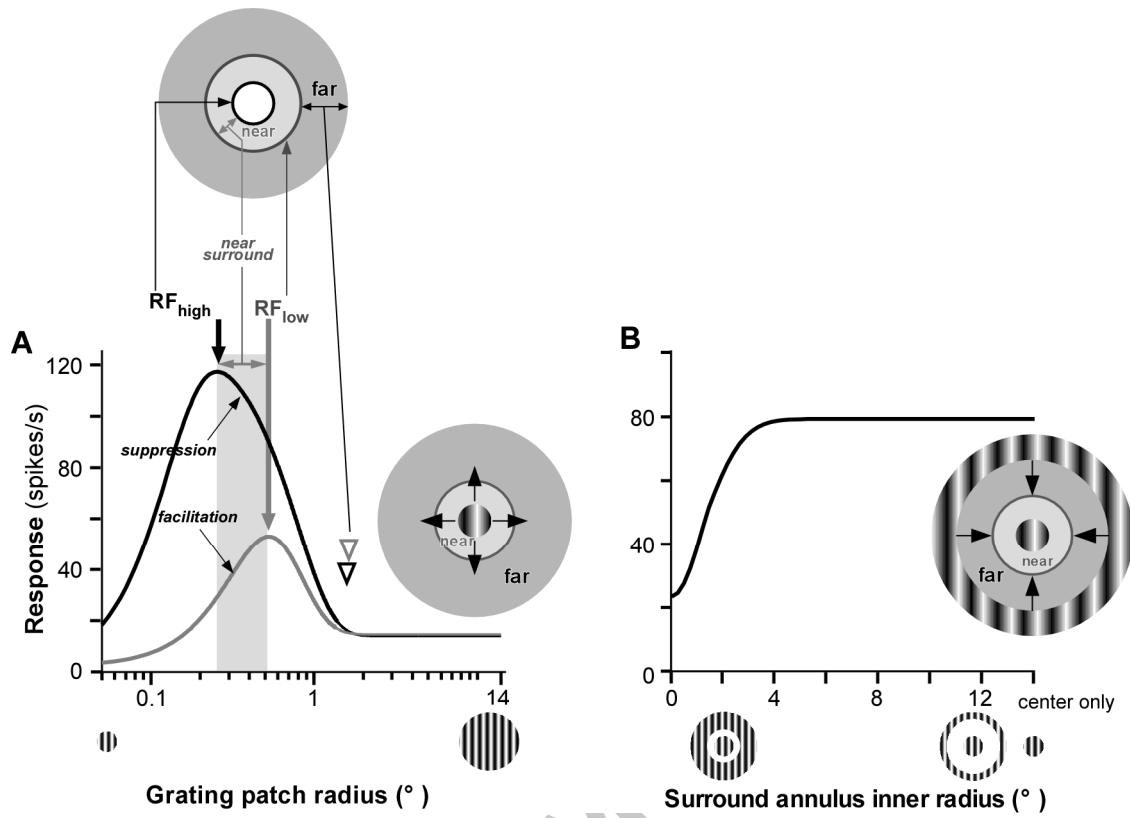 far
near
near
surround
RFhigh
RFlow
A
120
80
40
0
Response (spikes/s)
suppression
facilitation
near
far
0.1
1
14
Grating patch radius (° )
B
80
40
0
far
near
0
4
8
12
center only
Surround annulus inner radius (° )